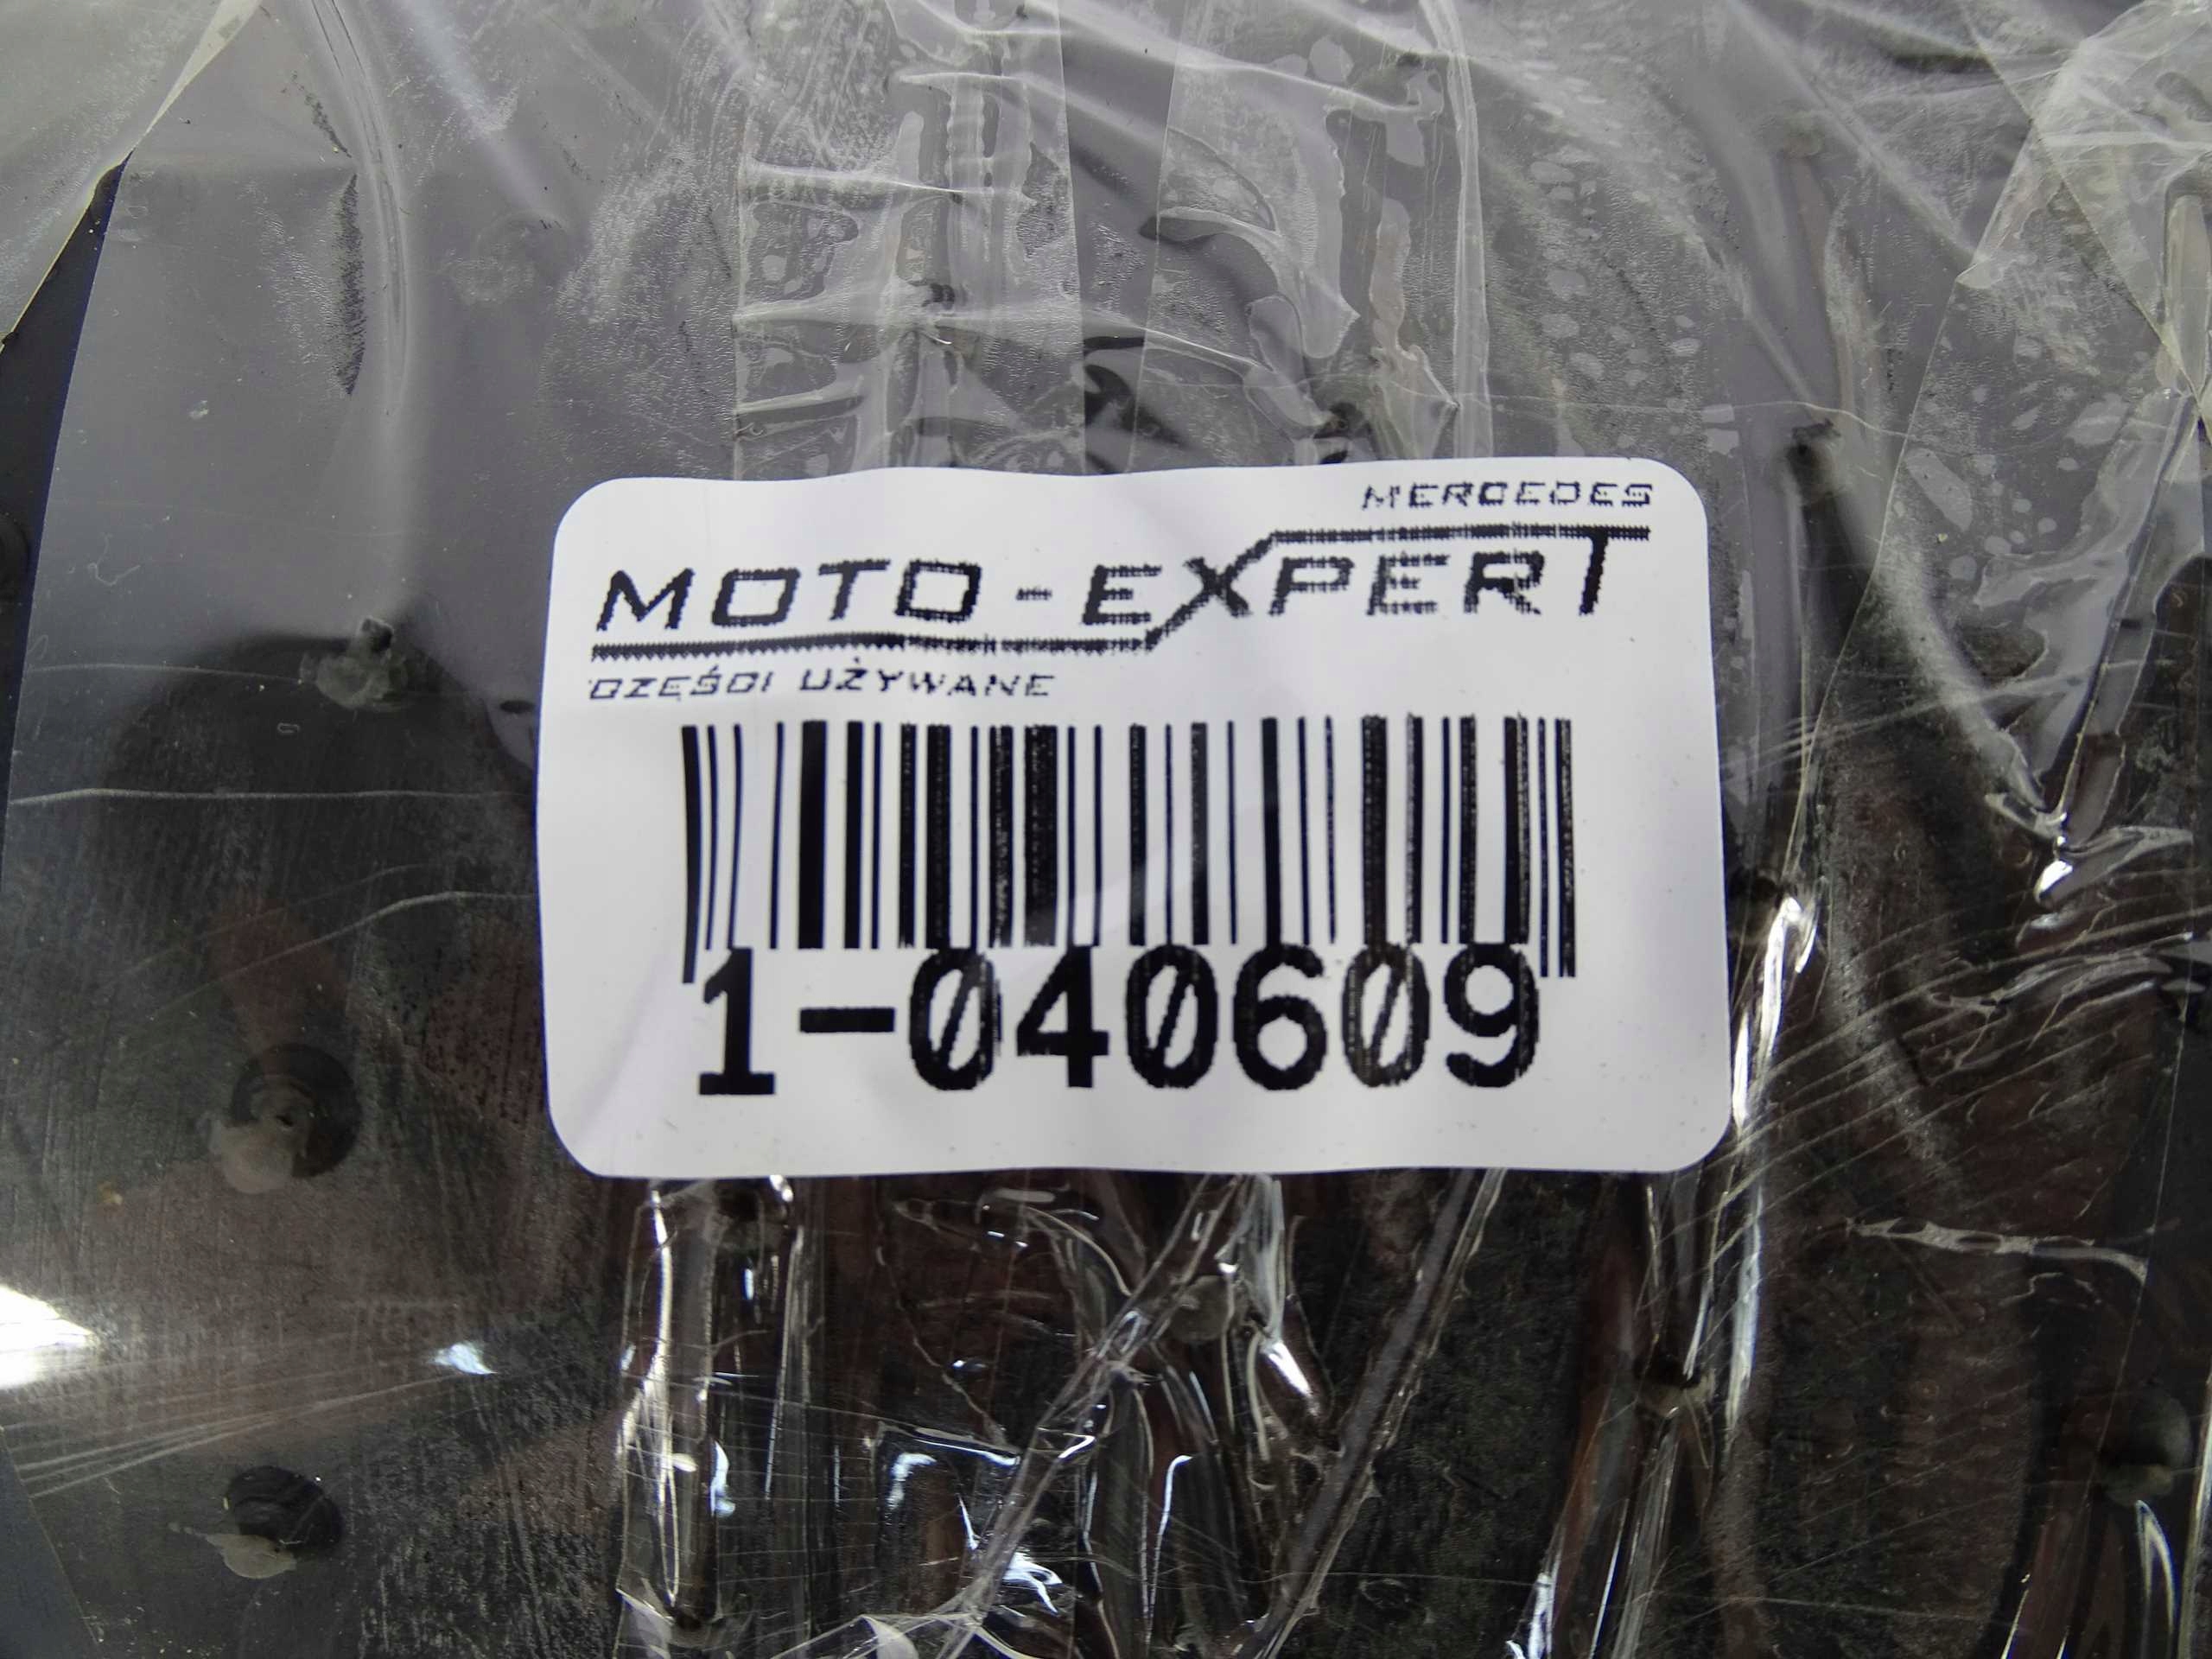 MERCEDES
MOTO-EXPERT
CZĘŚCI UŻYWANE
1-040609